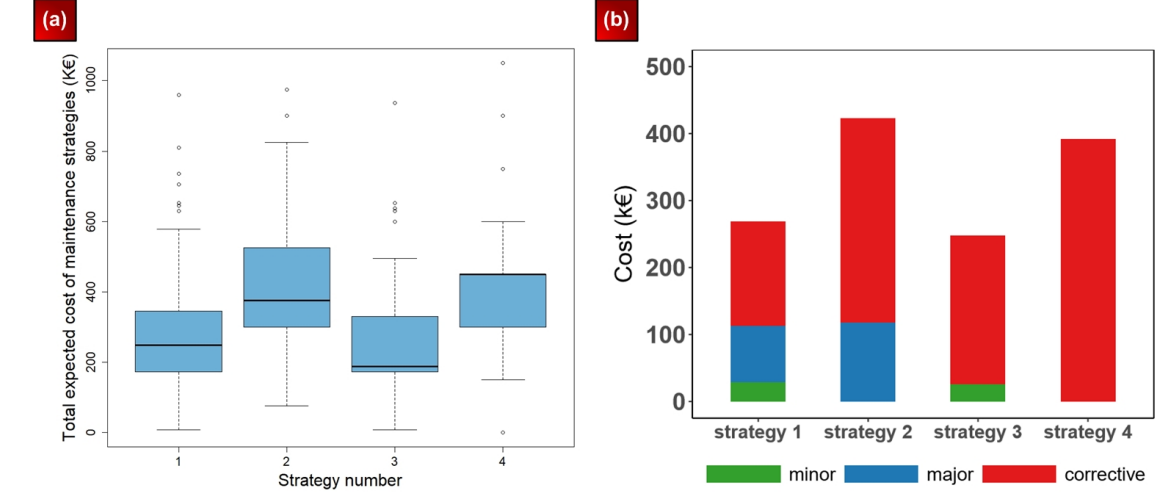 (a)
Total expected cost of maintenance strategies (K€)
1000
800
600
400
200
0
1 2 3 4
Strategy number
(b)
Cost (k€)
500
400
300
200
100
0
strategy 1 strategy 2 strategy 3 strategy 4
minor major corrective